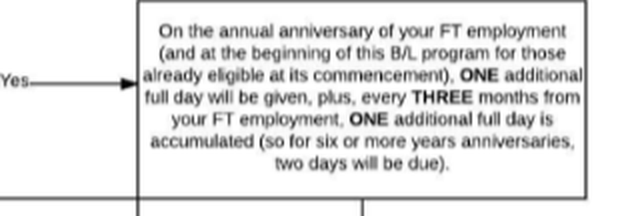 On the annual anniversary of your FT employment
(and at the beginning of this B/L program for those
Yes
already eligible at its commencement), ONE additional
full day will be given, plus, every THREE months from
your FT employment, ONE additional full day is
accumulated (so for six or more years anniversaries,
two days will be due).